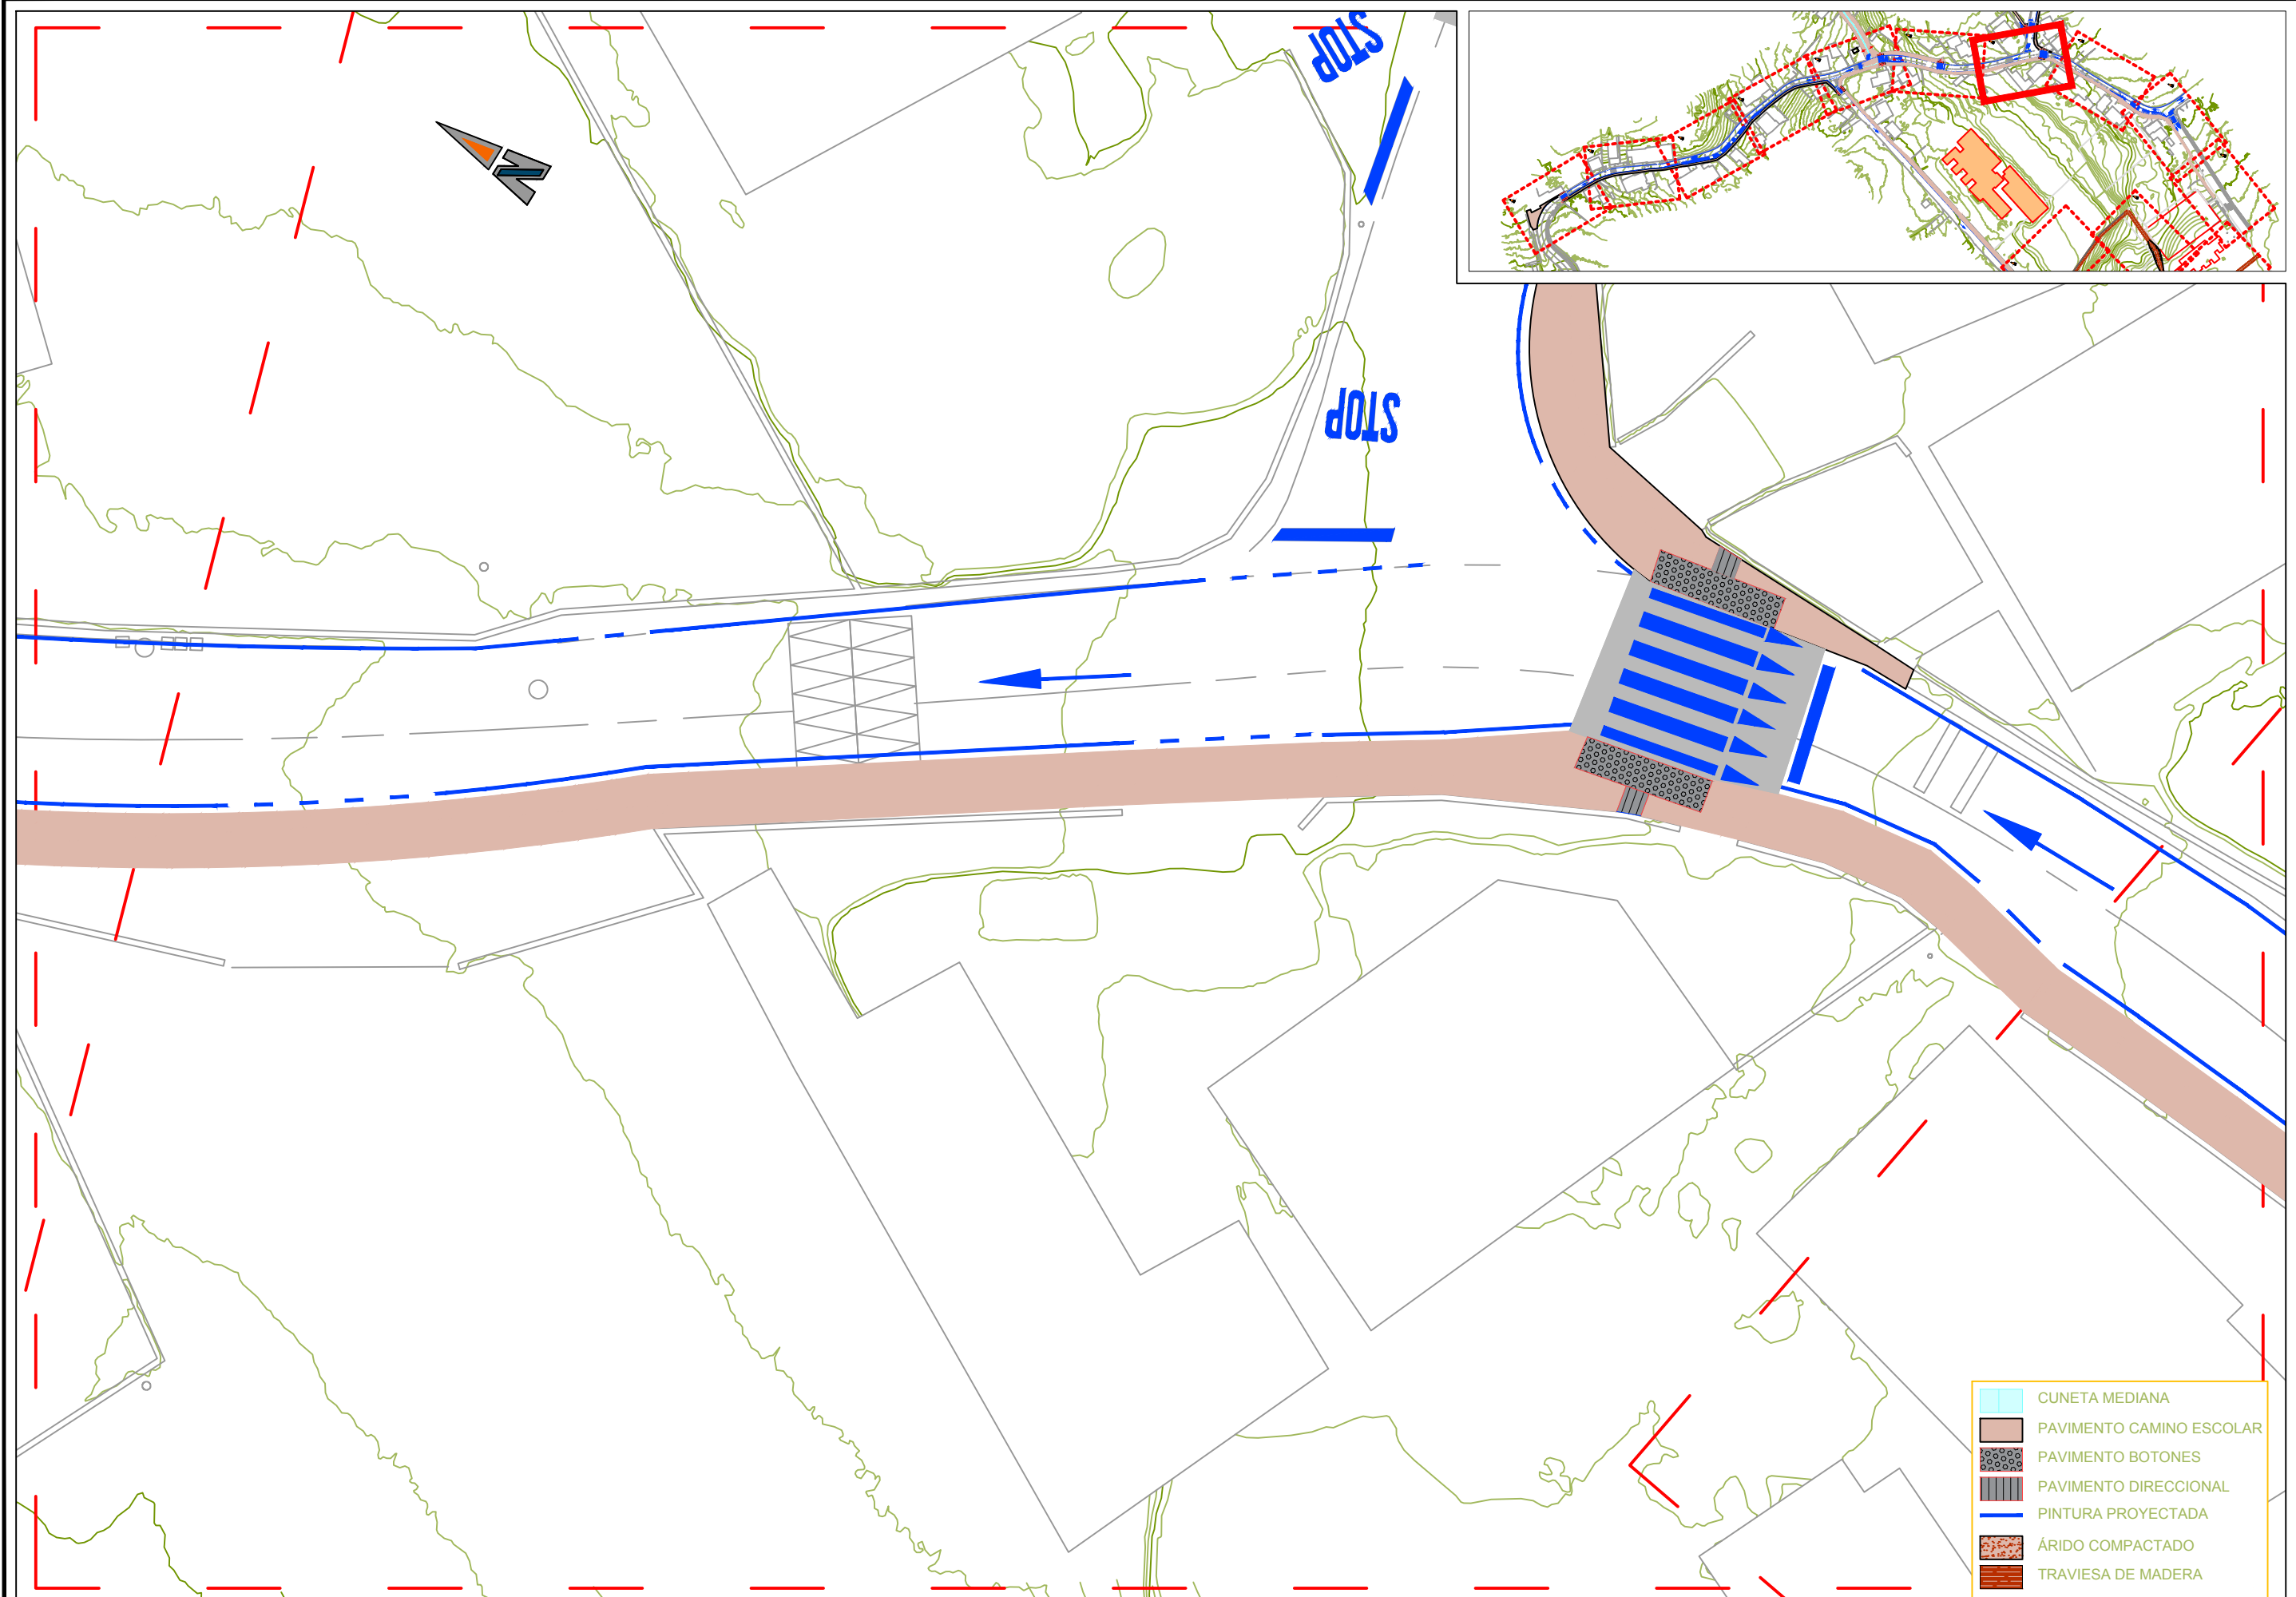 STOP
N
STOP
CUNETA MEDIANA
PAVIMENTO CAMINO ESCOLAR
PAVIMENTO BOTONES
PAVIMENTO DIRECCIONAL
PINTURA PROYECTADA
ÁRIDO COMPACTADO
TRAVIESA DE MADERA